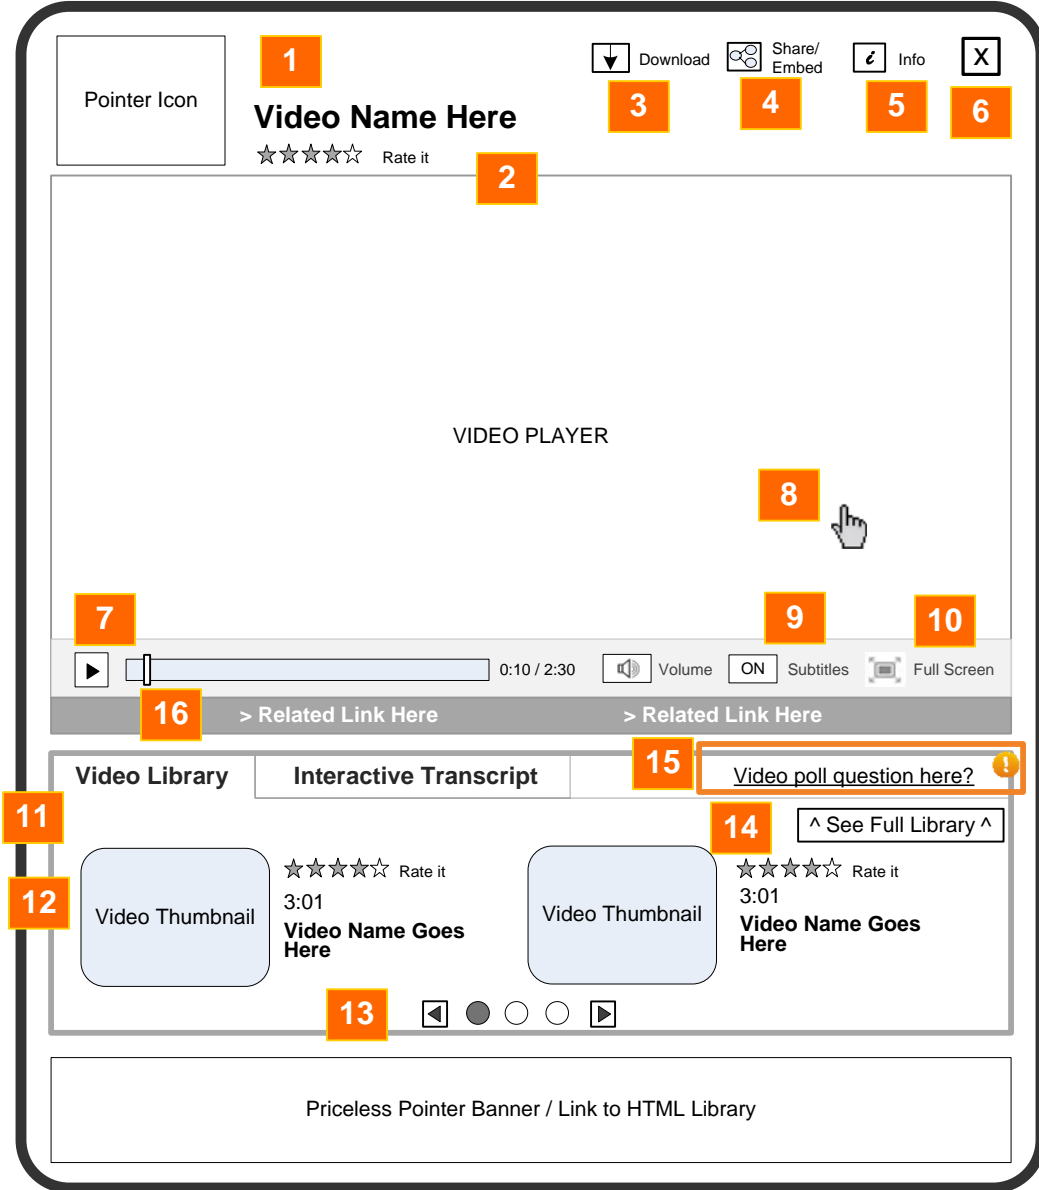 1
Pointer Icon
Video Name Here
Rate it
2
Download
Share/
Embed
i Info
X
3
4
5
6
VIDEO PLAYER
8
7
9
10
0:10 / 2:30
Volume
ON
Subtitles
Full Screen
16
> Related Link Here
> Related Link Here
Video Library
Interactive Transcript
15
Video poll question here?
!
11
14
^ See Full Library ^
12
Video Thumbnail
Rate it
3:01
Video Name Goes
Here
Video Thumbnail
Rate it
3:01
Video Name Goes
Here
13
Priceless Pointer Banner / Link to HTML Library